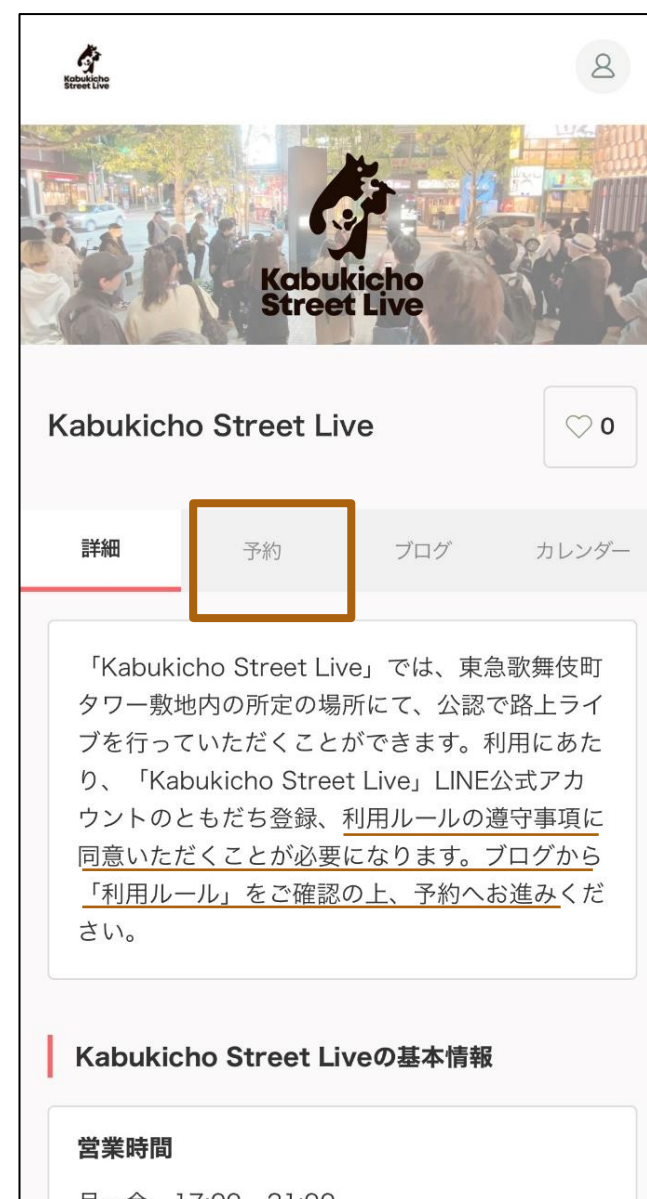 Kabukicho
Street Live
Kabukicho
Street Live
Kabukicho Street Live
0
詳細
予約
ブログ
カレンダー
「Kabukicho Street Live」では、東急歌舞伎町
タワー敷地内の所定の場所にて、公認で路上ライ
ブを行っていただくことができます。利用にあた
り、「Kabukicho Street Live」LINE公式アカ
ウントのともだち登録、利用ルールの遵守事項に
同意いただくことが必要になります。ブログから
「利用ルール」をご確認の上、予約へお進みくだ
さい。
Kabukicho Street Liveの基本情報
営業時間